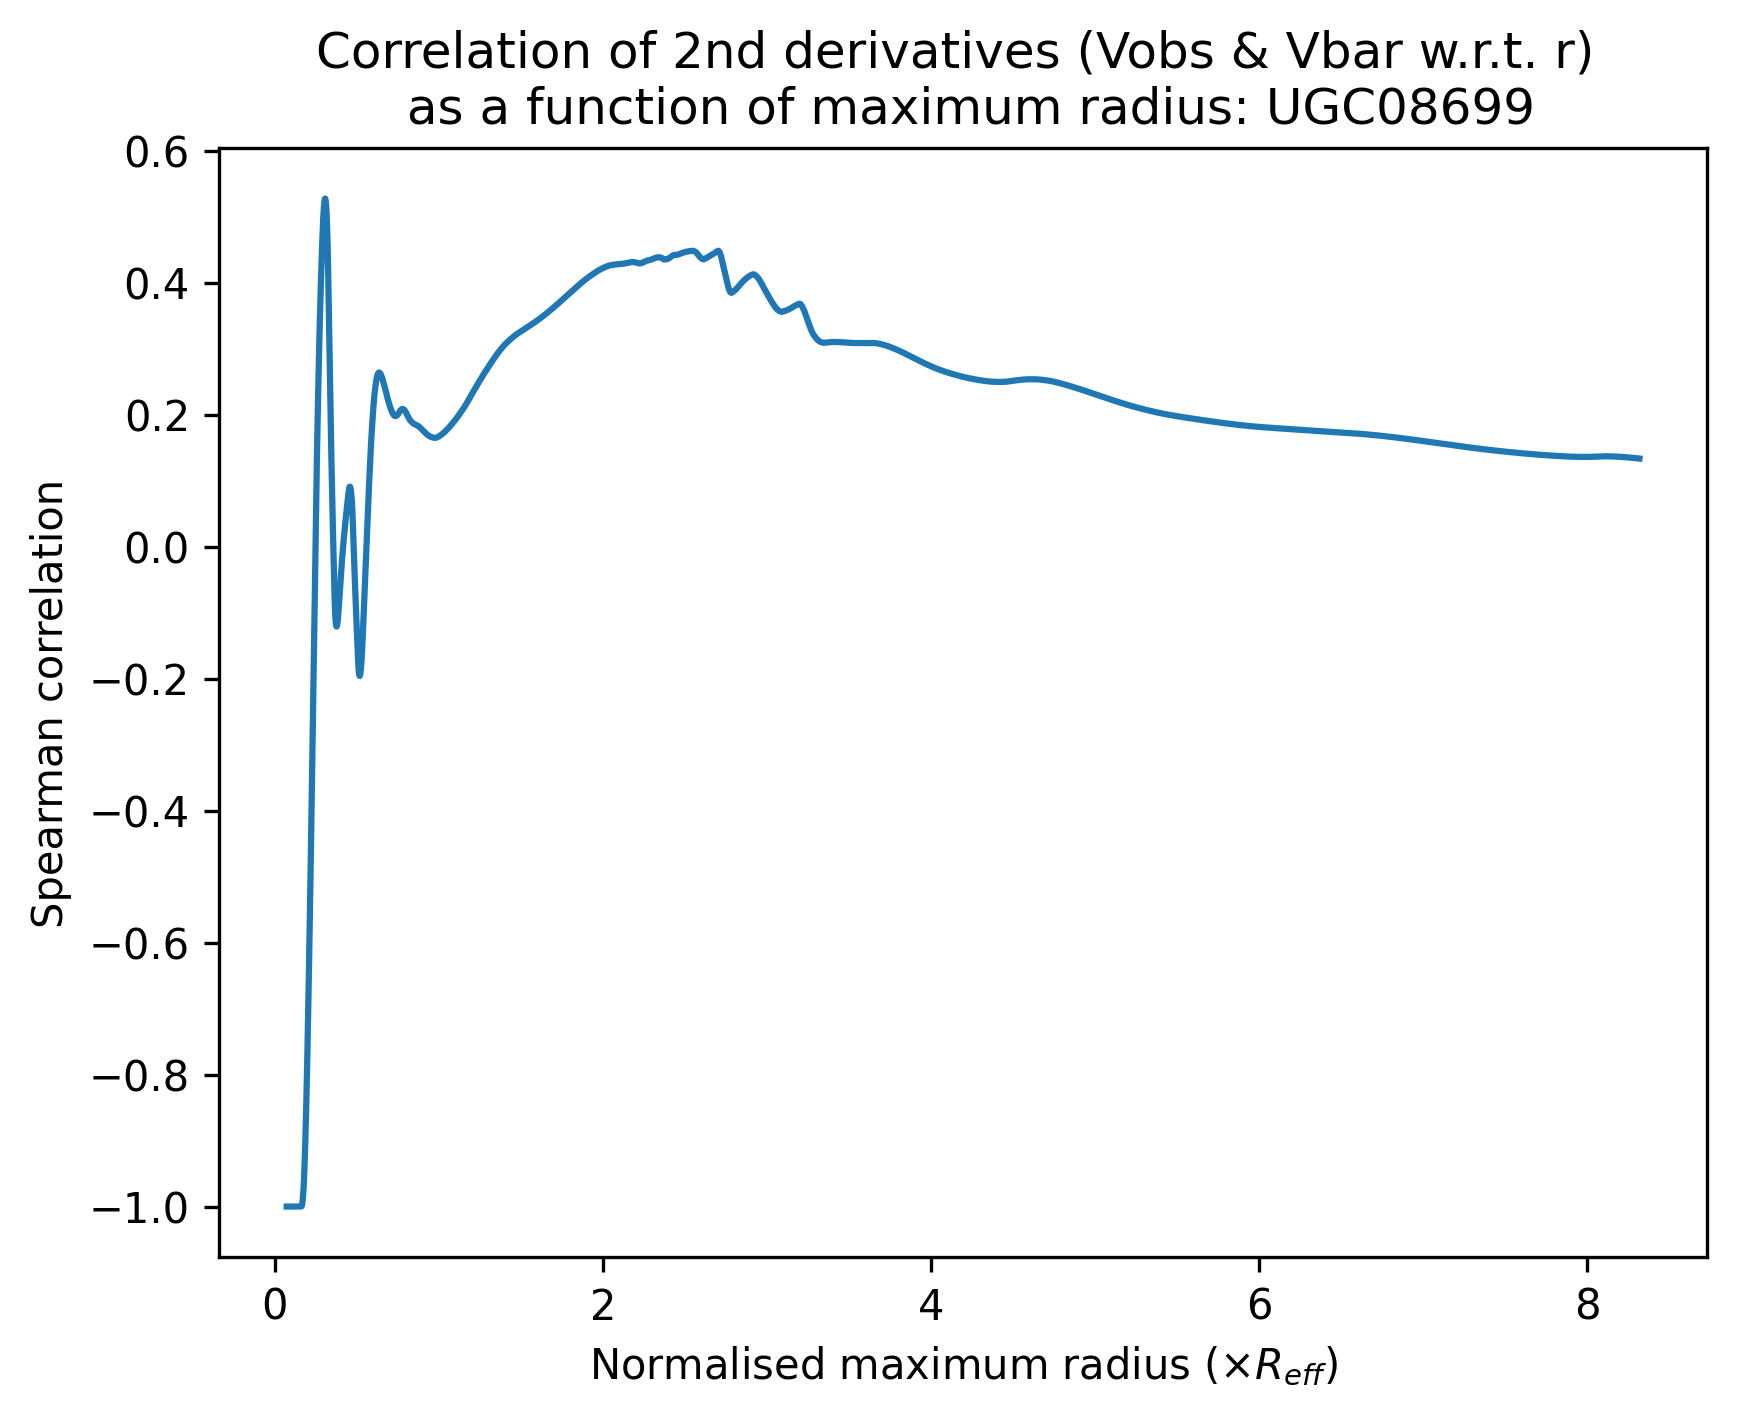 Correlation of 2nd derivatives (Vobs & Vbar w.r.t. r)
as a function of maximum radius: UGC08699
0.6
0.4
0.2
0.0
−0.2
−0.4
−0.6
−0.8
−1.0
Spearman correlation
0 2 4 6 8
Normalised maximum radius (×R_eff)